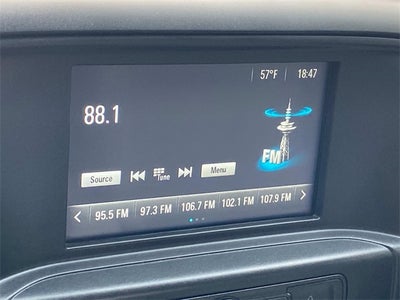 57°F 18:47
88.1
FM
Source Tune Menu
95.5 FM 97.3 FM 106.7 FM 102.1 FM 107.9 FM